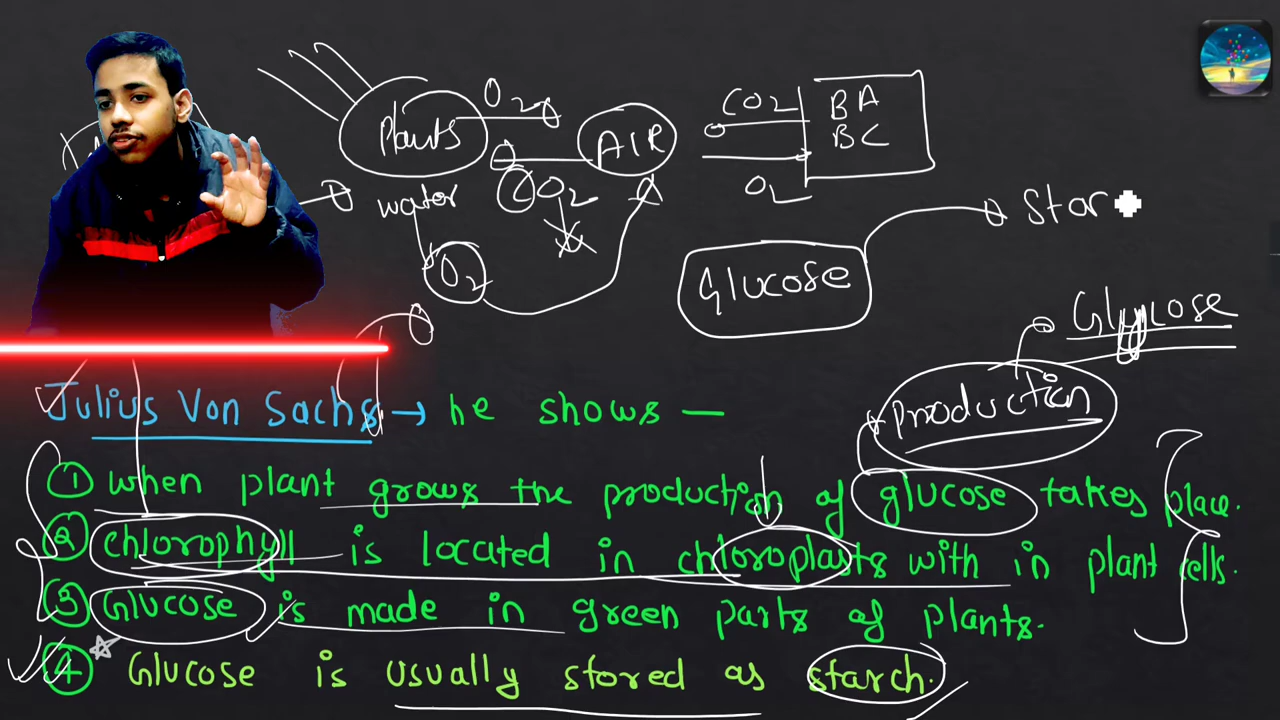 O2
Plants
AIR
CO2
BA
BC
CO2
O2
water
O2
Star
Glucose
Glucose
production
Julius Von Sachs → he shows —
① when plant grows the production of glucose takes place.
② chlorophyll is located in chloroplasts with in plant cells.
③ Glucose is made in green parts of plants.
④ Glucose is usually stored as starch.